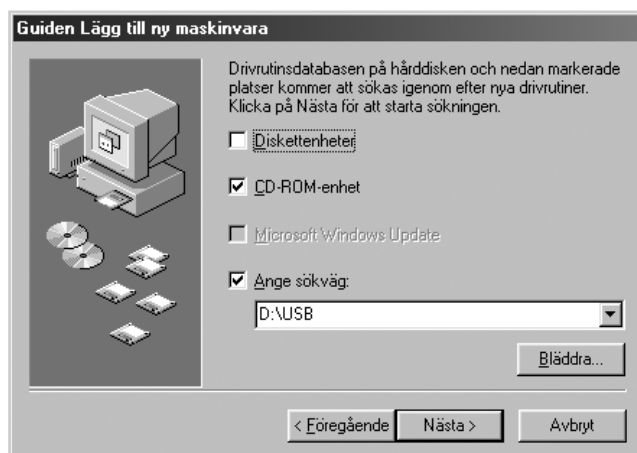 Guiden Lägg till ny maskinvara
Drivrutinsdatabasen på hårddisken och nedan markerade
platser kommer att sökas igenom efter nya drivrutiner.
Klicka på Nästa för att starta sökningen.
Diskettenheter
CD-ROM-enhet
Microsoft Windows Update
Ange sökväg:
D:\USB
Bläddra...
< Föregående
Nästa >
Avbryt